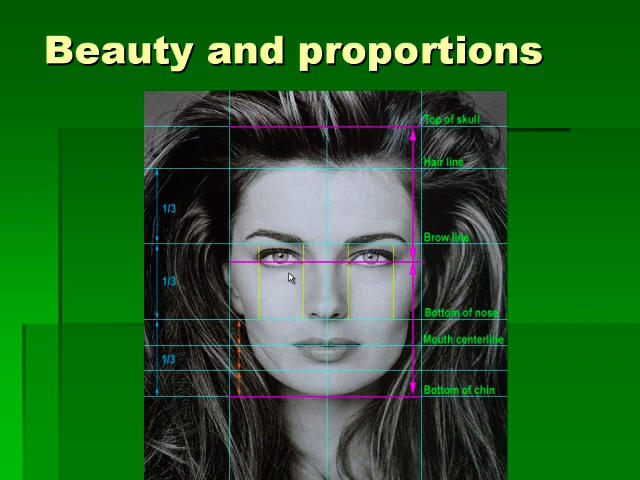 Beauty and proportions
Top of skull
Hair line
1/3
Brow line
1/3
Bottom of nose
Mouth centerline
1/3
Bottom of chin